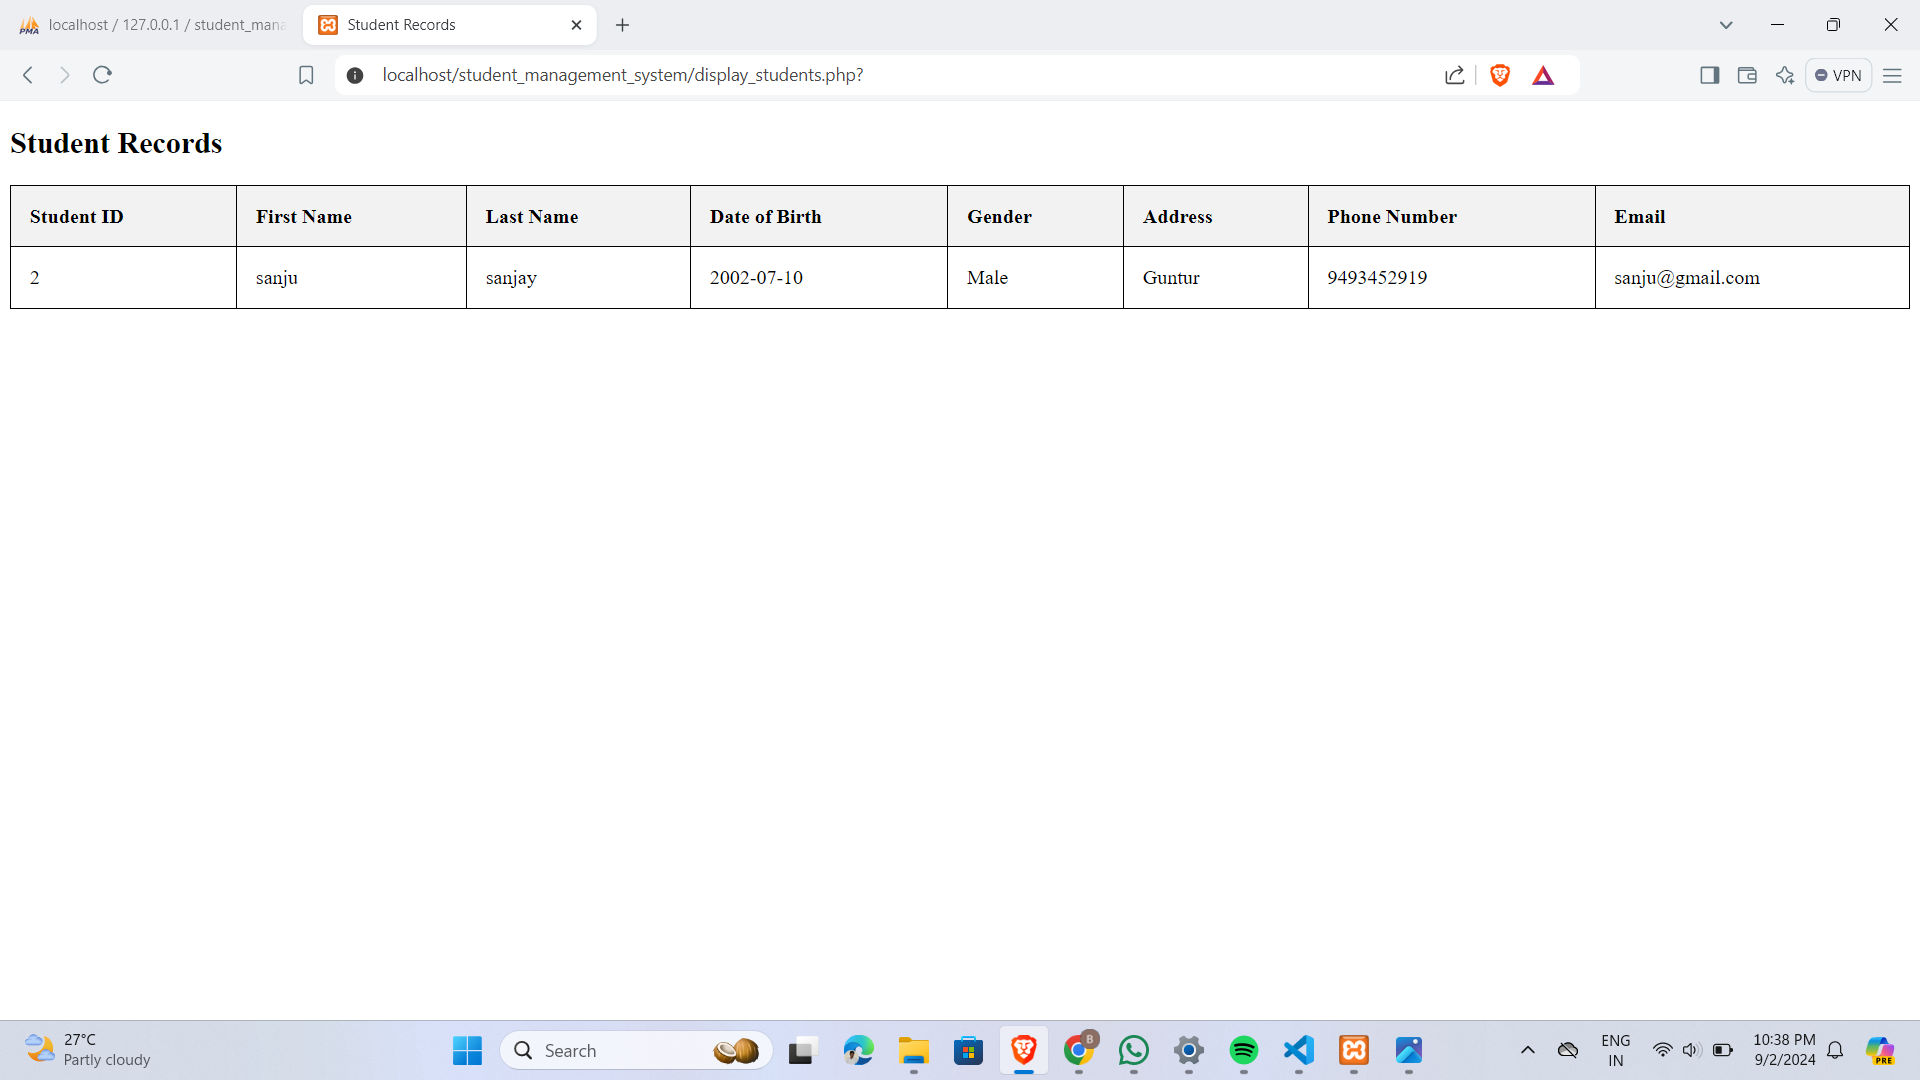 localhost / 127.0.0.1 / student_mana
Student Records
localhost/student_management_system/display_students.php?
VPN
Student Records
Student ID First Name Last Name Date of Birth Gender Address Phone Number Email
2 sanju sanjay 2002-07-10 Male Guntur 9493452919 sanju@gmail.com
27°C
Partly cloudy
Search
B
ENG
IN
10:38 PM
9/2/2024
PRE
PMA